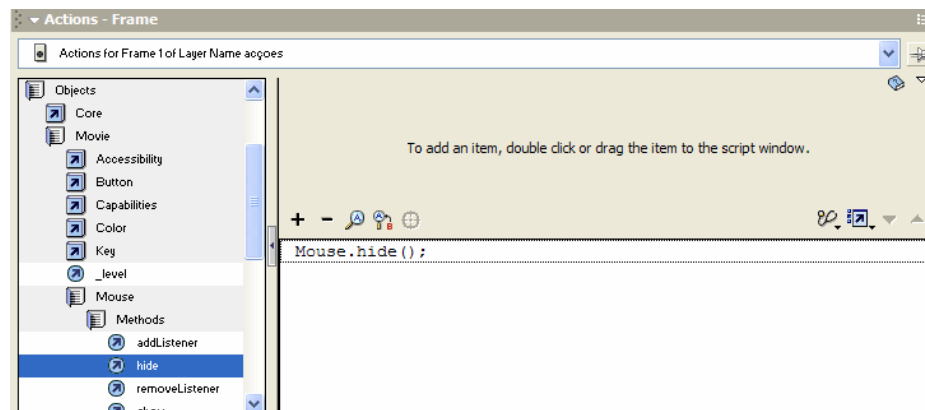 Actions - Frame
Actions for Frame 1 of Layer Name acçoes
Objects
Core
Movie
Accessibility
Button
Capabilities
Color
Key
_level
Mouse
Methods
addListener
hide
removeListener
To add an item, double click or drag the item to the script window.
Mouse.hide();